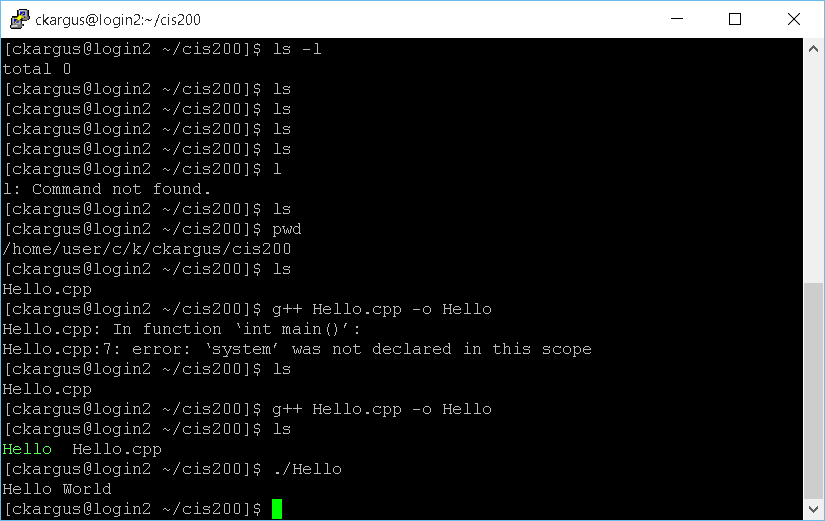 ckargus@login2:~/cis200
[ckargus@login2 ~/cis200]$ ls -l
total 0
[ckargus@login2 ~/cis200]$ ls
[ckargus@login2 ~/cis200]$ ls
[ckargus@login2 ~/cis200]$ ls
[ckargus@login2 ~/cis200]$ ls
[ckargus@login2 ~/cis200]$ l
l: Command not found.
[ckargus@login2 ~/cis200]$ ls
[ckargus@login2 ~/cis200]$ pwd
/home/user/c/k/ckargus/cis200
[ckargus@login2 ~/cis200]$ ls
Hello.cpp
[ckargus@login2 ~/cis200]$ g++ Hello.cpp -o Hello
Hello.cpp: In function ‘int main()’:
Hello.cpp:7: error: ‘system’ was not declared in this scope
[ckargus@login2 ~/cis200]$ ls
Hello.cpp
[ckargus@login2 ~/cis200]$ g++ Hello.cpp -o Hello
[ckargus@login2 ~/cis200]$ ls
Hello  Hello.cpp
[ckargus@login2 ~/cis200]$ ./Hello
Hello World
[ckargus@login2 ~/cis200]$